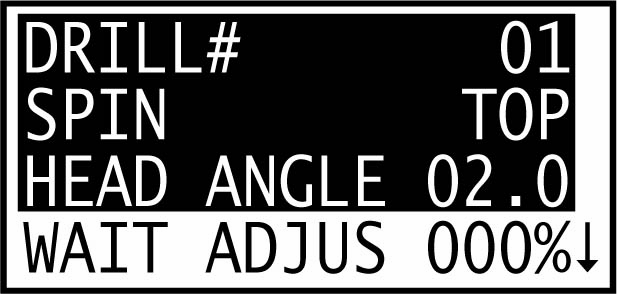 DRILL# 01
SPIN TOP
HEAD ANGLE 02.0
WAIT ADJUS 000%↓